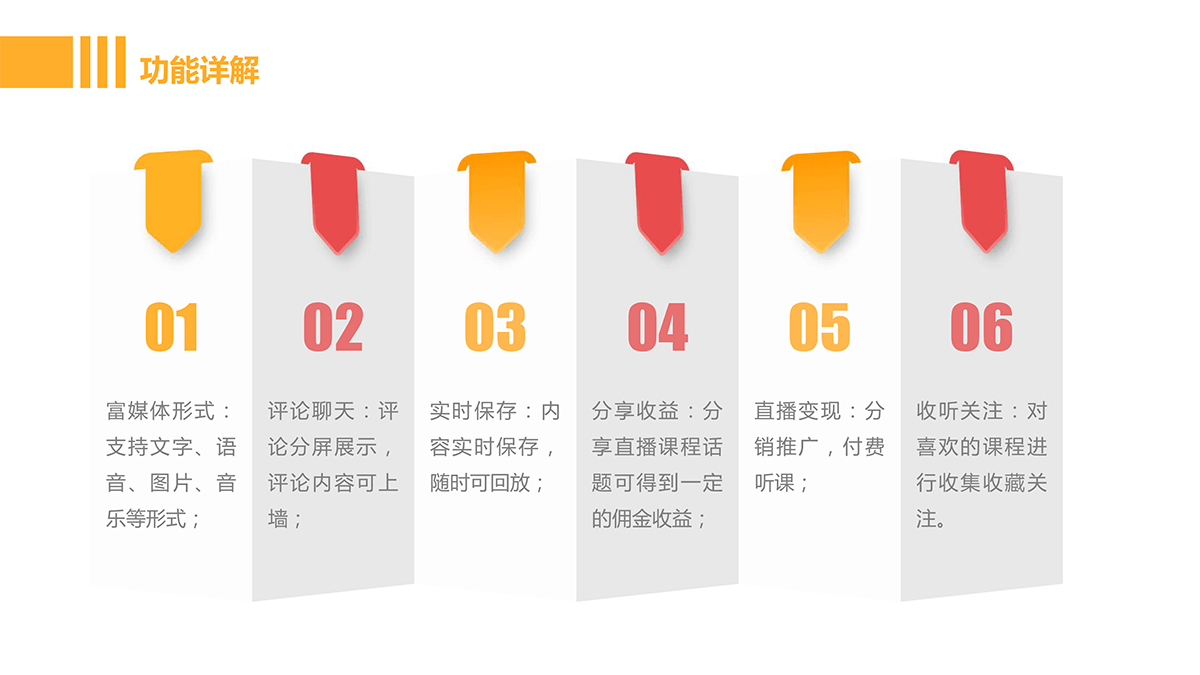 功能详解
01
富媒体形式：
支持文字、语
音、图片、音
乐等形式；
02
评论聊天：评
论分屏展示，
评论内容可上
墙；
03
实时保存：内
容实时保存，
随时可回放；
04
分享收益：分
享直播课程话
题可得到一定
的佣金收益；
05
直播变现：分
销推广，付费
听课；
06
收听关注：对
喜欢的课程进
行收集收藏关
注。